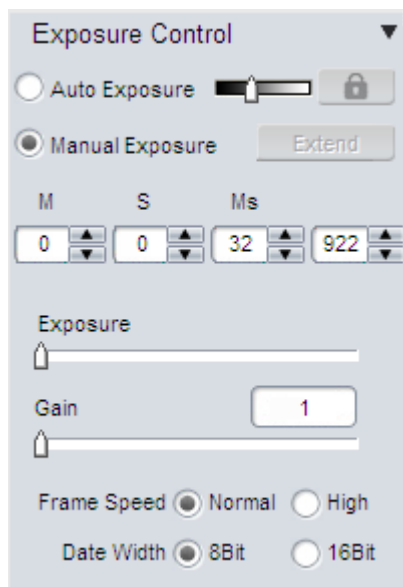 Exposure Control
Auto Exposure
Manual Exposure Extend
M S Ms
0 0 32 922
Exposure
Gain 1
Frame Speed Normal High
Date Width 8Bit 16Bit